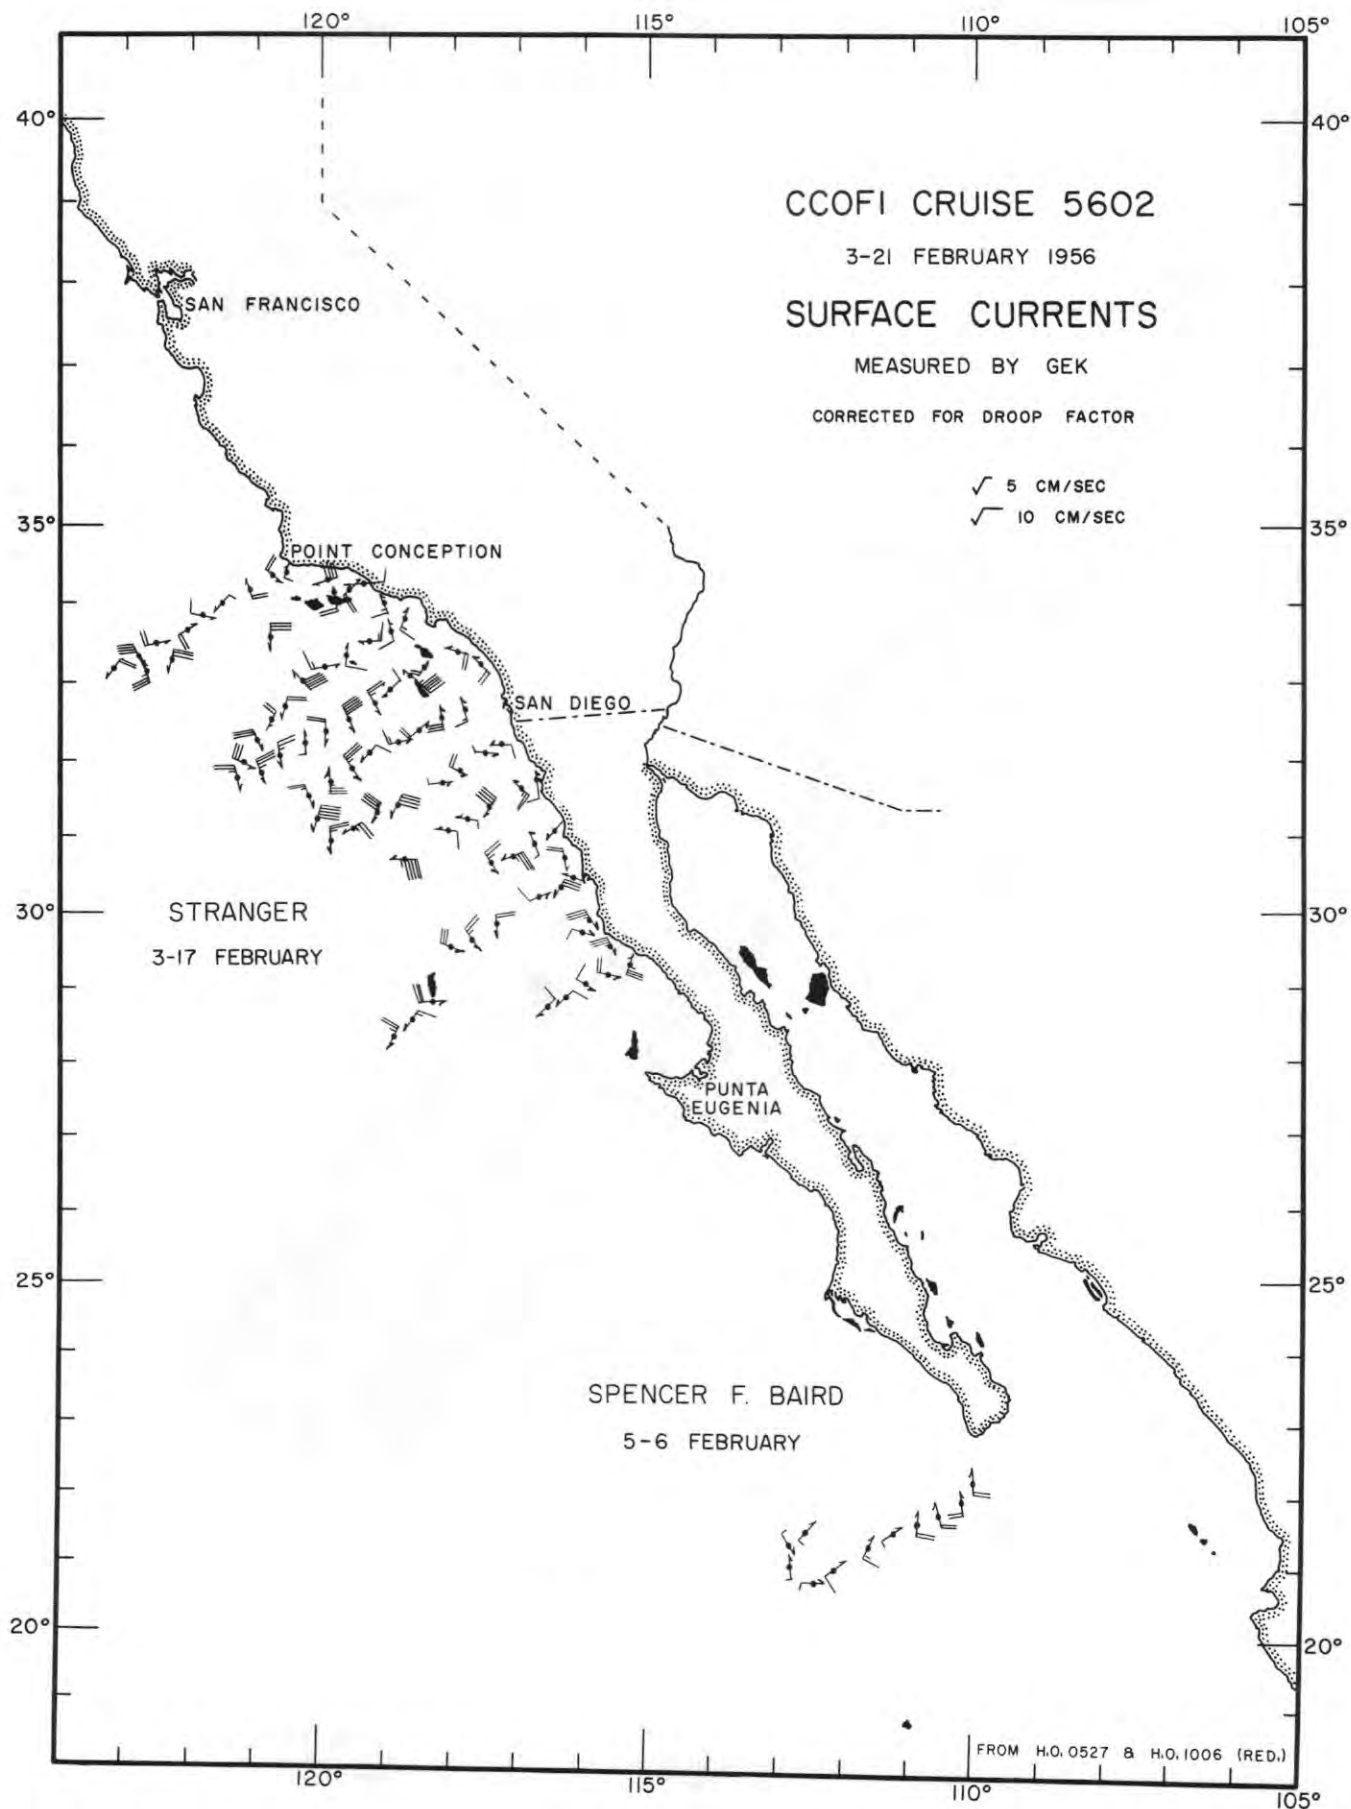 120° 115° 110° 105°
40° 40°
CCOFI CRUISE 5602
3-21 FEBRUARY 1956
SAN FRANCISCO
SURFACE CURRENTS
MEASURED BY GEK
CORRECTED FOR DROOP FACTOR
5 CM/SEC
10 CM/SEC
35° 35°
POINT CONCEPTION
SAN DIEGO
30° 30°
STRANGER
3-17 FEBRUARY
PUNTA
EUGENIA
25° 25°
SPENCER F. BAIRD
5-6 FEBRUARY
20° 20°
FROM H.O. 0527 & H.O. 1006 (RED.)
120° 115° 110° 105°